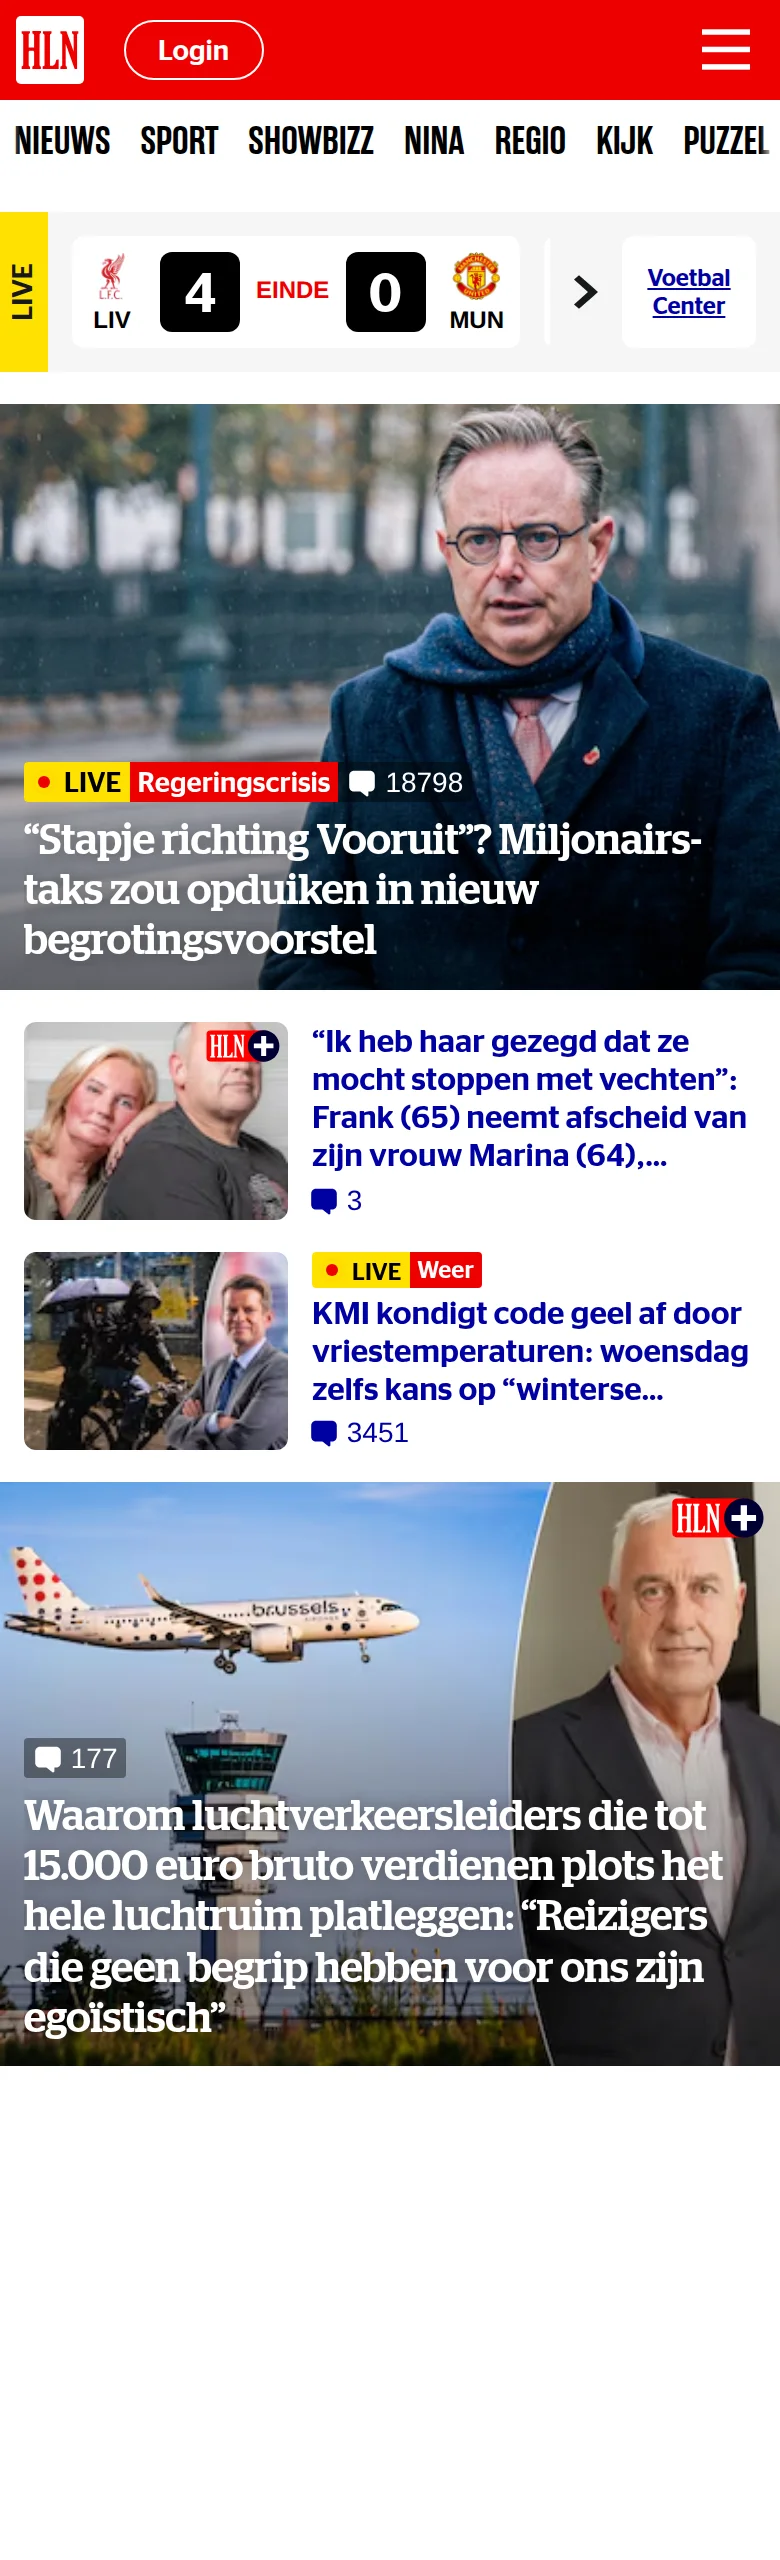 HLN
Login
NIEUWS SPORT SHOWBIZZ NINA REGIO KIJK PUZZEL
LIVE
L.F.C.
LIV
4
EINDE
0
MANCHESTER
UNITED
MUN
Voetbal
Center
LIVE Regeringscrisis 18798
“Stapje richting Vooruit”? Miljonairs-
taks zou opduiken in nieuw
begrotingsvoorstel
HLN+
“Ik heb haar gezegd dat ze
mocht stoppen met vechten”:
Frank (65) neemt afscheid van
zijn vrouw Marina (64),...
3
LIVE Weer
KMI kondigt code geel af door
vriestemperaturen: woensdag
zelfs kans op “winterse...
3451
HLN+
brussels
177
Waarom luchtverkeersleiders die tot
15.000 euro bruto verdienen plots het
hele luchtruim platleggen: “Reizigers
die geen begrip hebben voor ons zijn
egoïstisch”